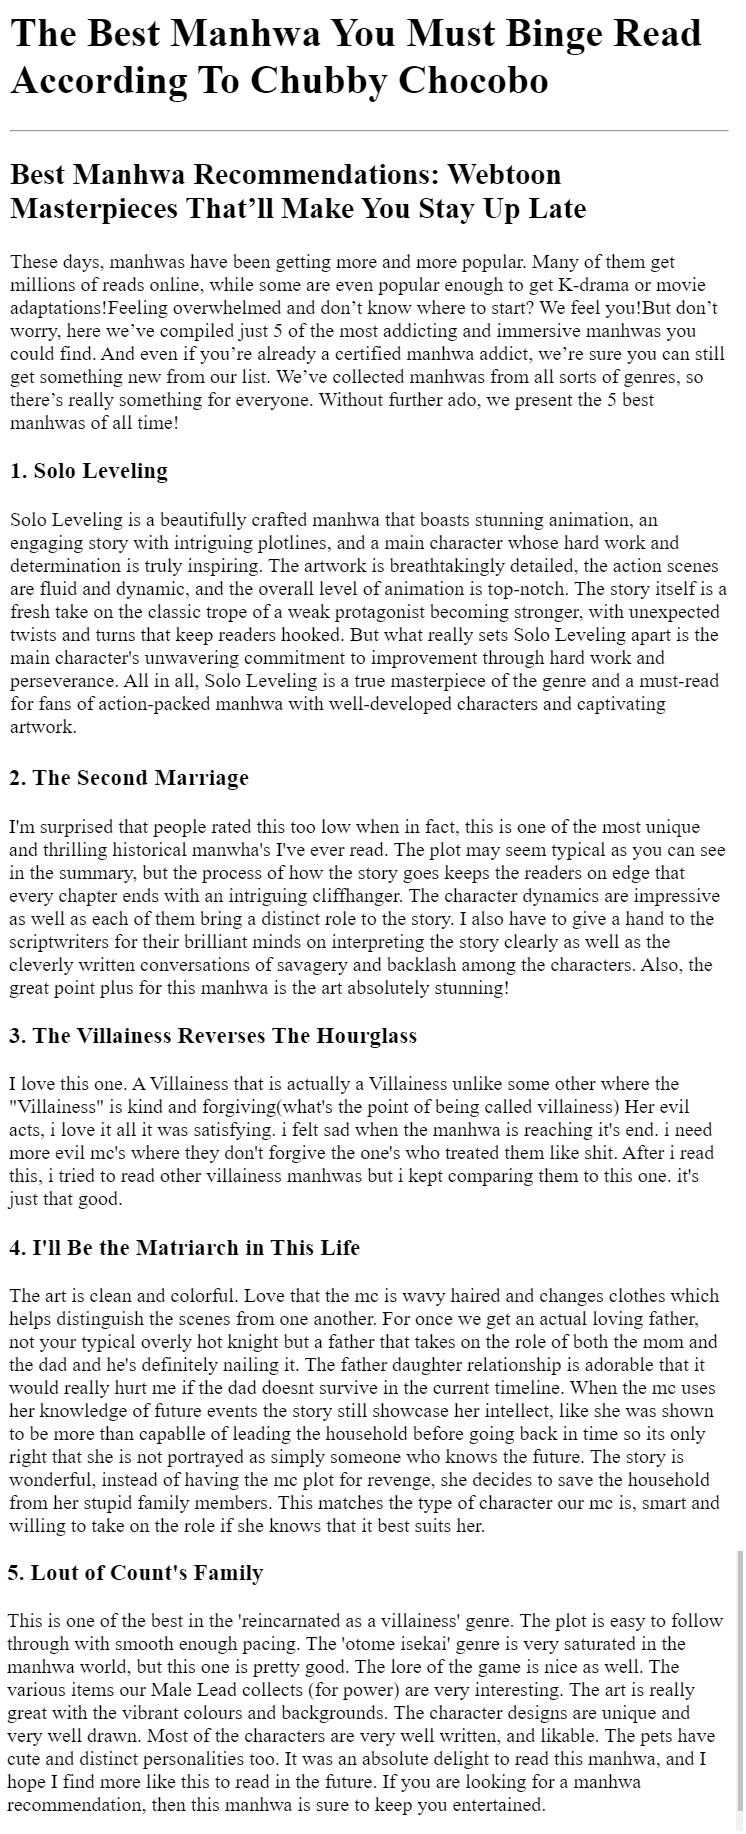 The Best Manhwa You Must Binge Read
According To Chubby Chocobo
Best Manhwa Recommendations: Webtoon
Masterpieces That’ll Make You Stay Up Late
These days, manhwas have been getting more and more popular. Many of them get
millions of reads online, while some are even popular enough to get K-drama or movie
adaptations!Feeling overwhelmed and don’t know where to start? We feel you!But don’t
worry, here we’ve compiled just 5 of the most addicting and immersive manhwas you
could find. And even if you’re already a certified manhwa addict, we’re sure you can still
get something new from our list. We’ve collected manhwas from all sorts of genres, so
there’s really something for everyone. Without further ado, we present the 5 best
manhwas of all time!
1. Solo Leveling
Solo Leveling is a beautifully crafted manhwa that boasts stunning animation, an
engaging story with intriguing plotlines, and a main character whose hard work and
determination is truly inspiring. The artwork is breathtakingly detailed, the action scenes
are fluid and dynamic, and the overall level of animation is top-notch. The story itself is a
fresh take on the classic trope of a weak protagonist becoming stronger, with unexpected
twists and turns that keep readers hooked. But what really sets Solo Leveling apart is the
main character's unwavering commitment to improvement through hard work and
perseverance. All in all, Solo Leveling is a true masterpiece of the genre and a must-read
for fans of action-packed manhwa with well-developed characters and captivating
artwork.
2. The Second Marriage
I'm surprised that people rated this too low when in fact, this is one of the most unique
and thrilling historical manwha's I've ever read. The plot may seem typical as you can see
in the summary, but the process of how the story goes keeps the readers on edge that
every chapter ends with an intriguing cliffhanger. The character dynamics are impressive
as well as each of them bring a distinct role to the story. I also have to give a hand to the
scriptwriters for their brilliant minds on interpreting the story clearly as well as the
cleverly written conversations of savagery and backlash among the characters. Also, the
great point plus for this manhwa is the art absolutely stunning!
3. The Villainess Reverses The Hourglass
I love this one. A Villainess that is actually a Villainess unlike some other where the
"Villainess" is kind and forgiving(what's the point of being called villainess) Her evil
acts, i love it all it was satisfying. i felt sad when the manhwa is reaching it's end. i need
more evil mc's where they don't forgive the one's who treated them like shit. After i read
this, i tried to read other villainess manhwas but i kept comparing them to this one. it's
just that good.
4. I'll Be the Matriarch in This Life
The art is clean and colorful. Love that the mc is wavy haired and changes clothes which
helps distinguish the scenes from one another. For once we get an actual loving father,
not your typical overly hot knight but a father that takes on the role of both the mom and
the dad and he's definitely nailing it. The father daughter relationship is adorable that it
would really hurt me if the dad doesnt survive in the current timeline. When the mc uses
her knowledge of future events the story still showcase her intellect, like she was shown
to be more than capablle of leading the household before going back in time so its only
right that she is not portrayed as simply someone who knows the future. The story is
wonderful, instead of having the mc plot for revenge, she decides to save the household
from her stupid family members. This matches the type of character our mc is, smart and
willing to take on the role if she knows that it best suits her.
5. Lout of Count's Family
This is one of the best in the 'reincarnated as a villainess' genre. The plot is easy to follow
through with smooth enough pacing. The 'otome isekai' genre is very saturated in the
manhwa world, but this one is pretty good. The lore of the game is nice as well. The
various items our Male Lead collects (for power) are very interesting. The art is really
great with the vibrant colours and backgrounds. The character designs are unique and
very well drawn. Most of the characters are very well written, and likable. The pets have
cute and distinct personalities too. It was an absolute delight to read this manhwa, and I
hope I find more like this to read in the future. If you are looking for a manhwa
recommendation, then this manhwa is sure to keep you entertained.